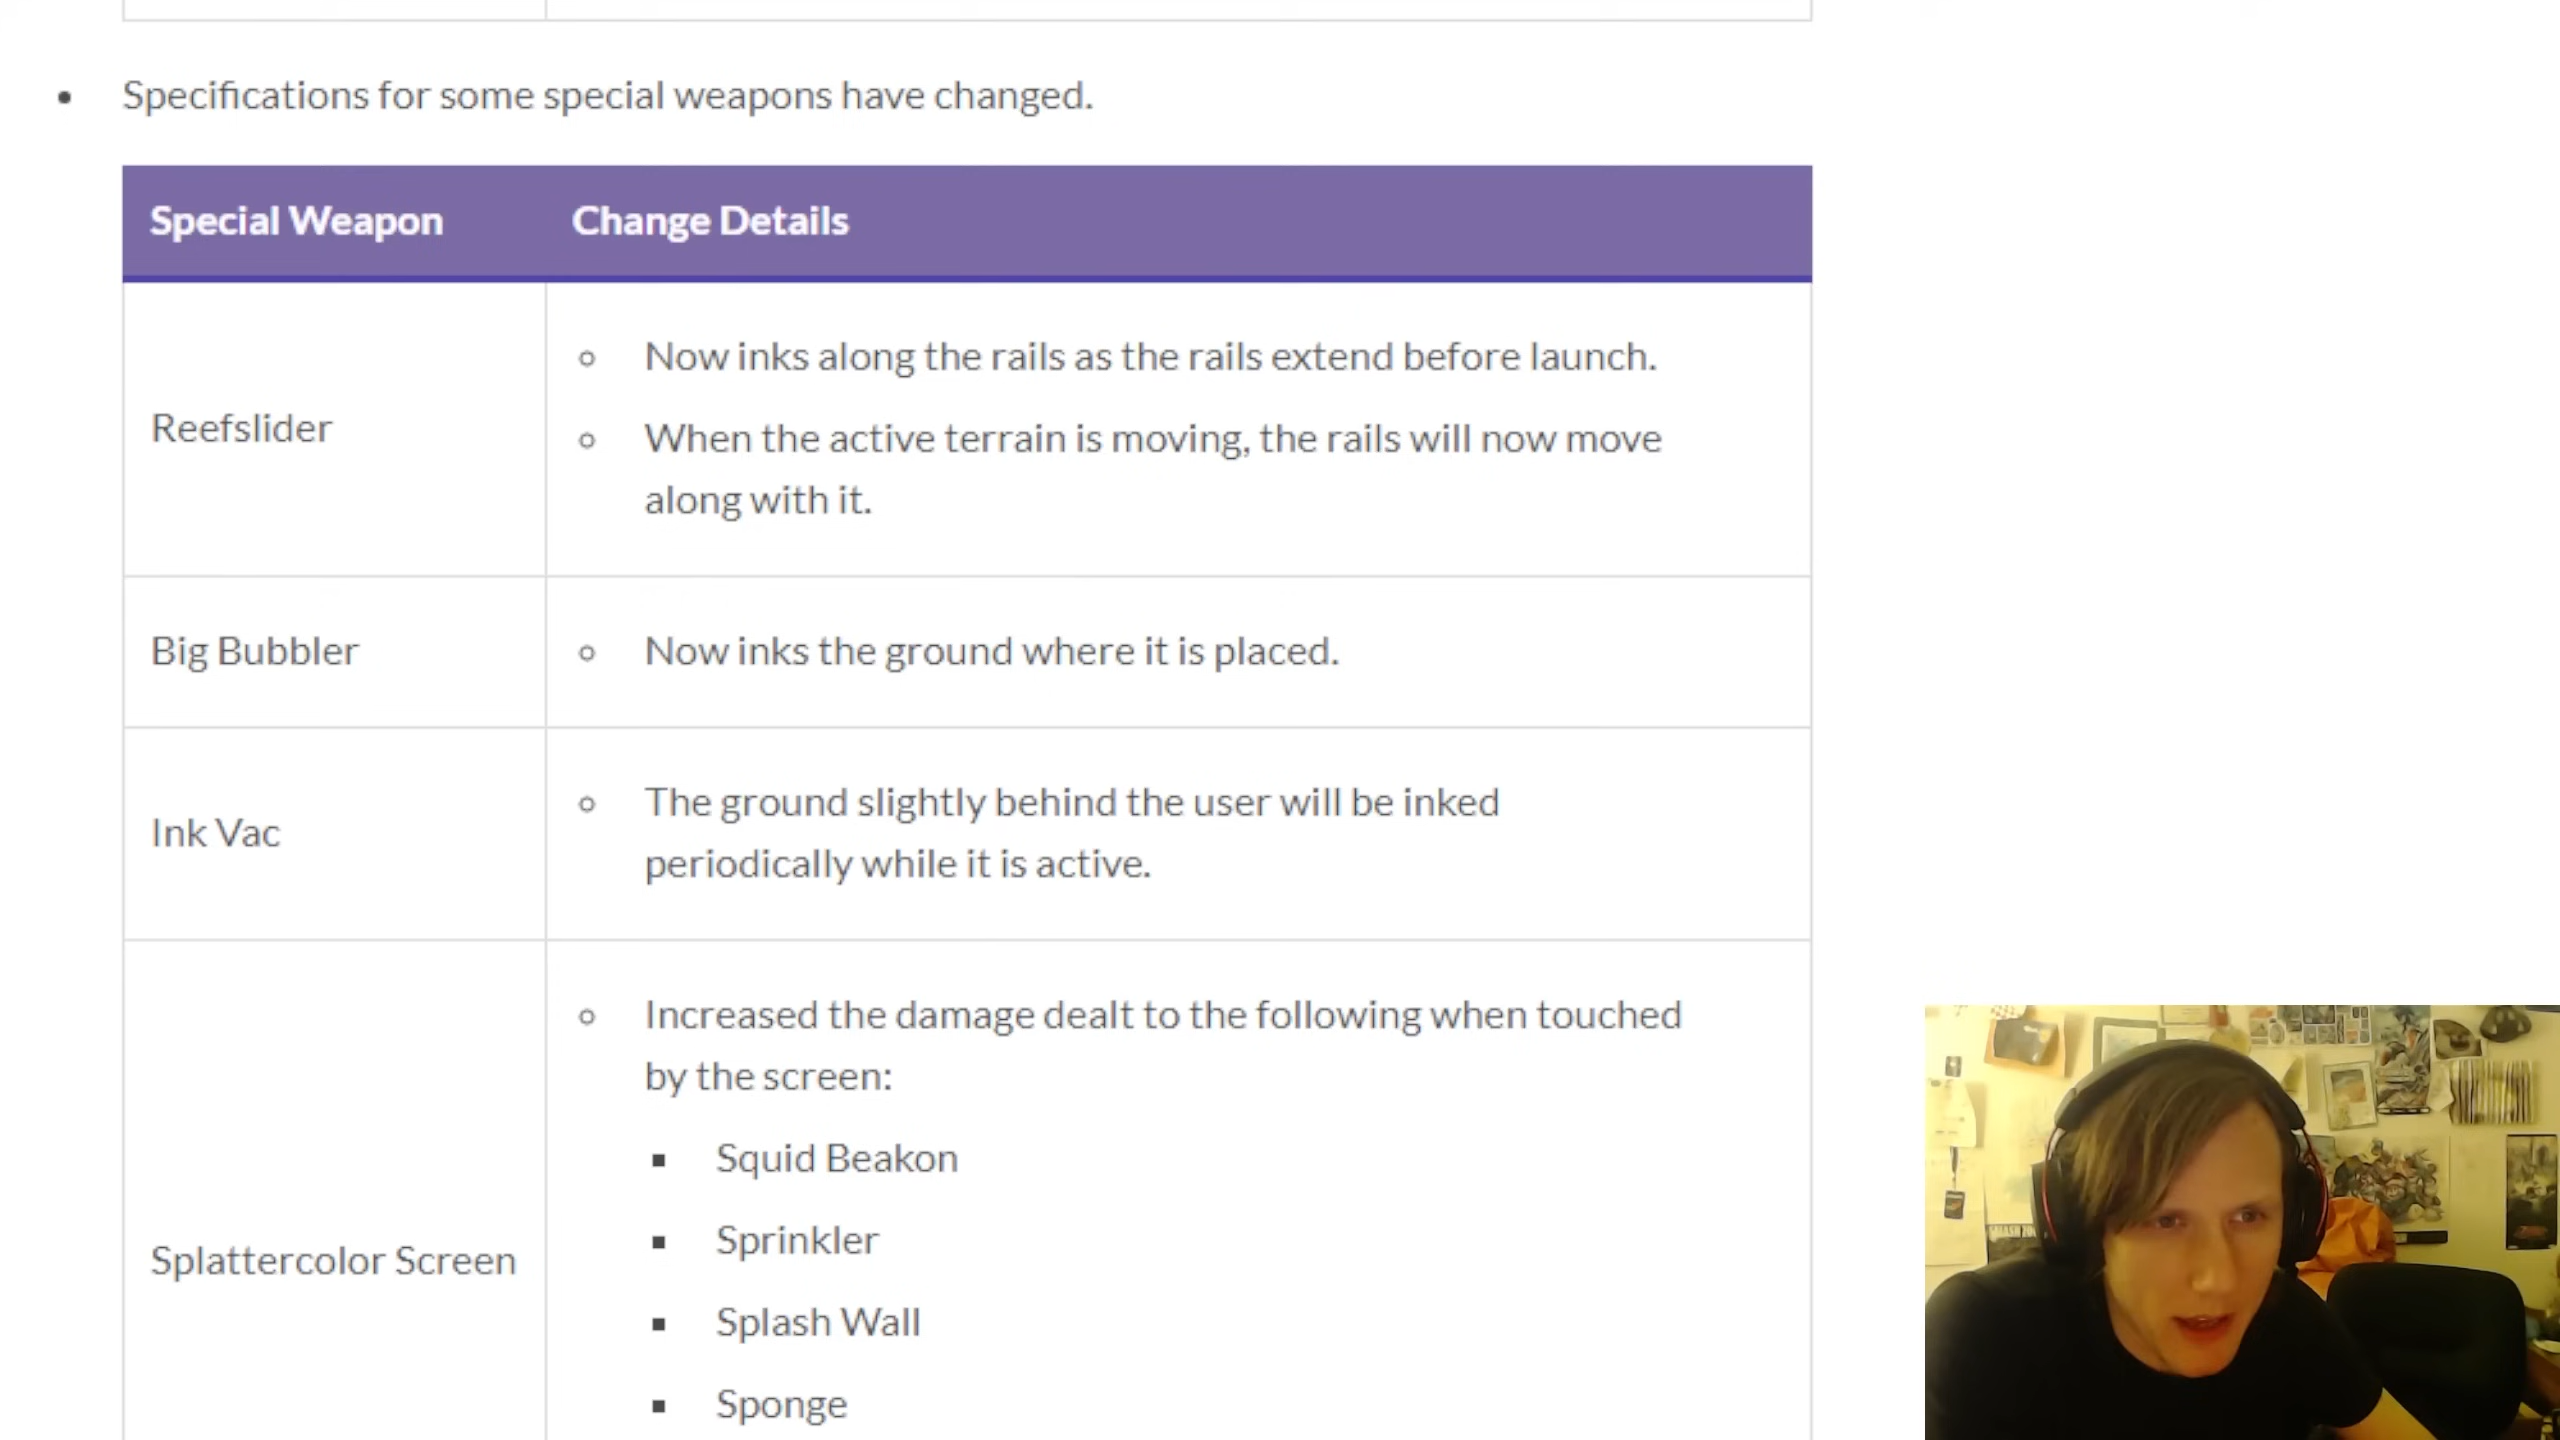 Specifications for some special weapons have changed.
Special Weapon
Change Details
Reefslider
Now inks along the rails as the rails extend before launch.
When the active terrain is moving, the rails will now move
along with it.
Big Bubbler
Now inks the ground where it is placed.
Ink Vac
The ground slightly behind the user will be inked
periodically while it is active.
Splattercolor Screen
Increased the damage dealt to the following when touched
by the screen:
Squid Beakon
Sprinkler
Splash Wall
Sponge